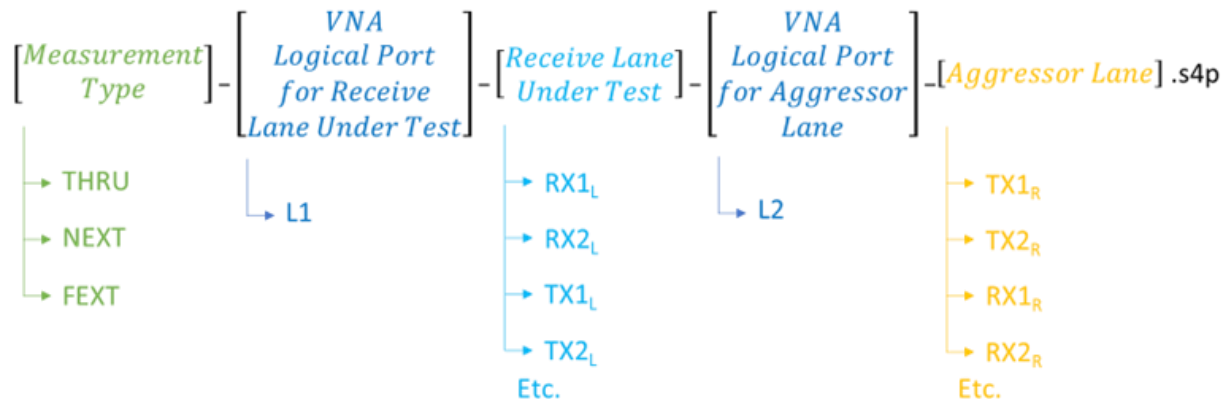 [Measurement Type] - [VNA Logical Port for Receive Lane Under Test] - [Receive Lane Under Test] - [VNA Logical Port for Aggressor Lane] - [Aggressor Lane] .s4p
THRU
NEXT
FEXT
L1
RX1L
RX2L
TX1L
TX2L
Etc.
L2
TX1R
TX2R
RX1R
RX2R
Etc.